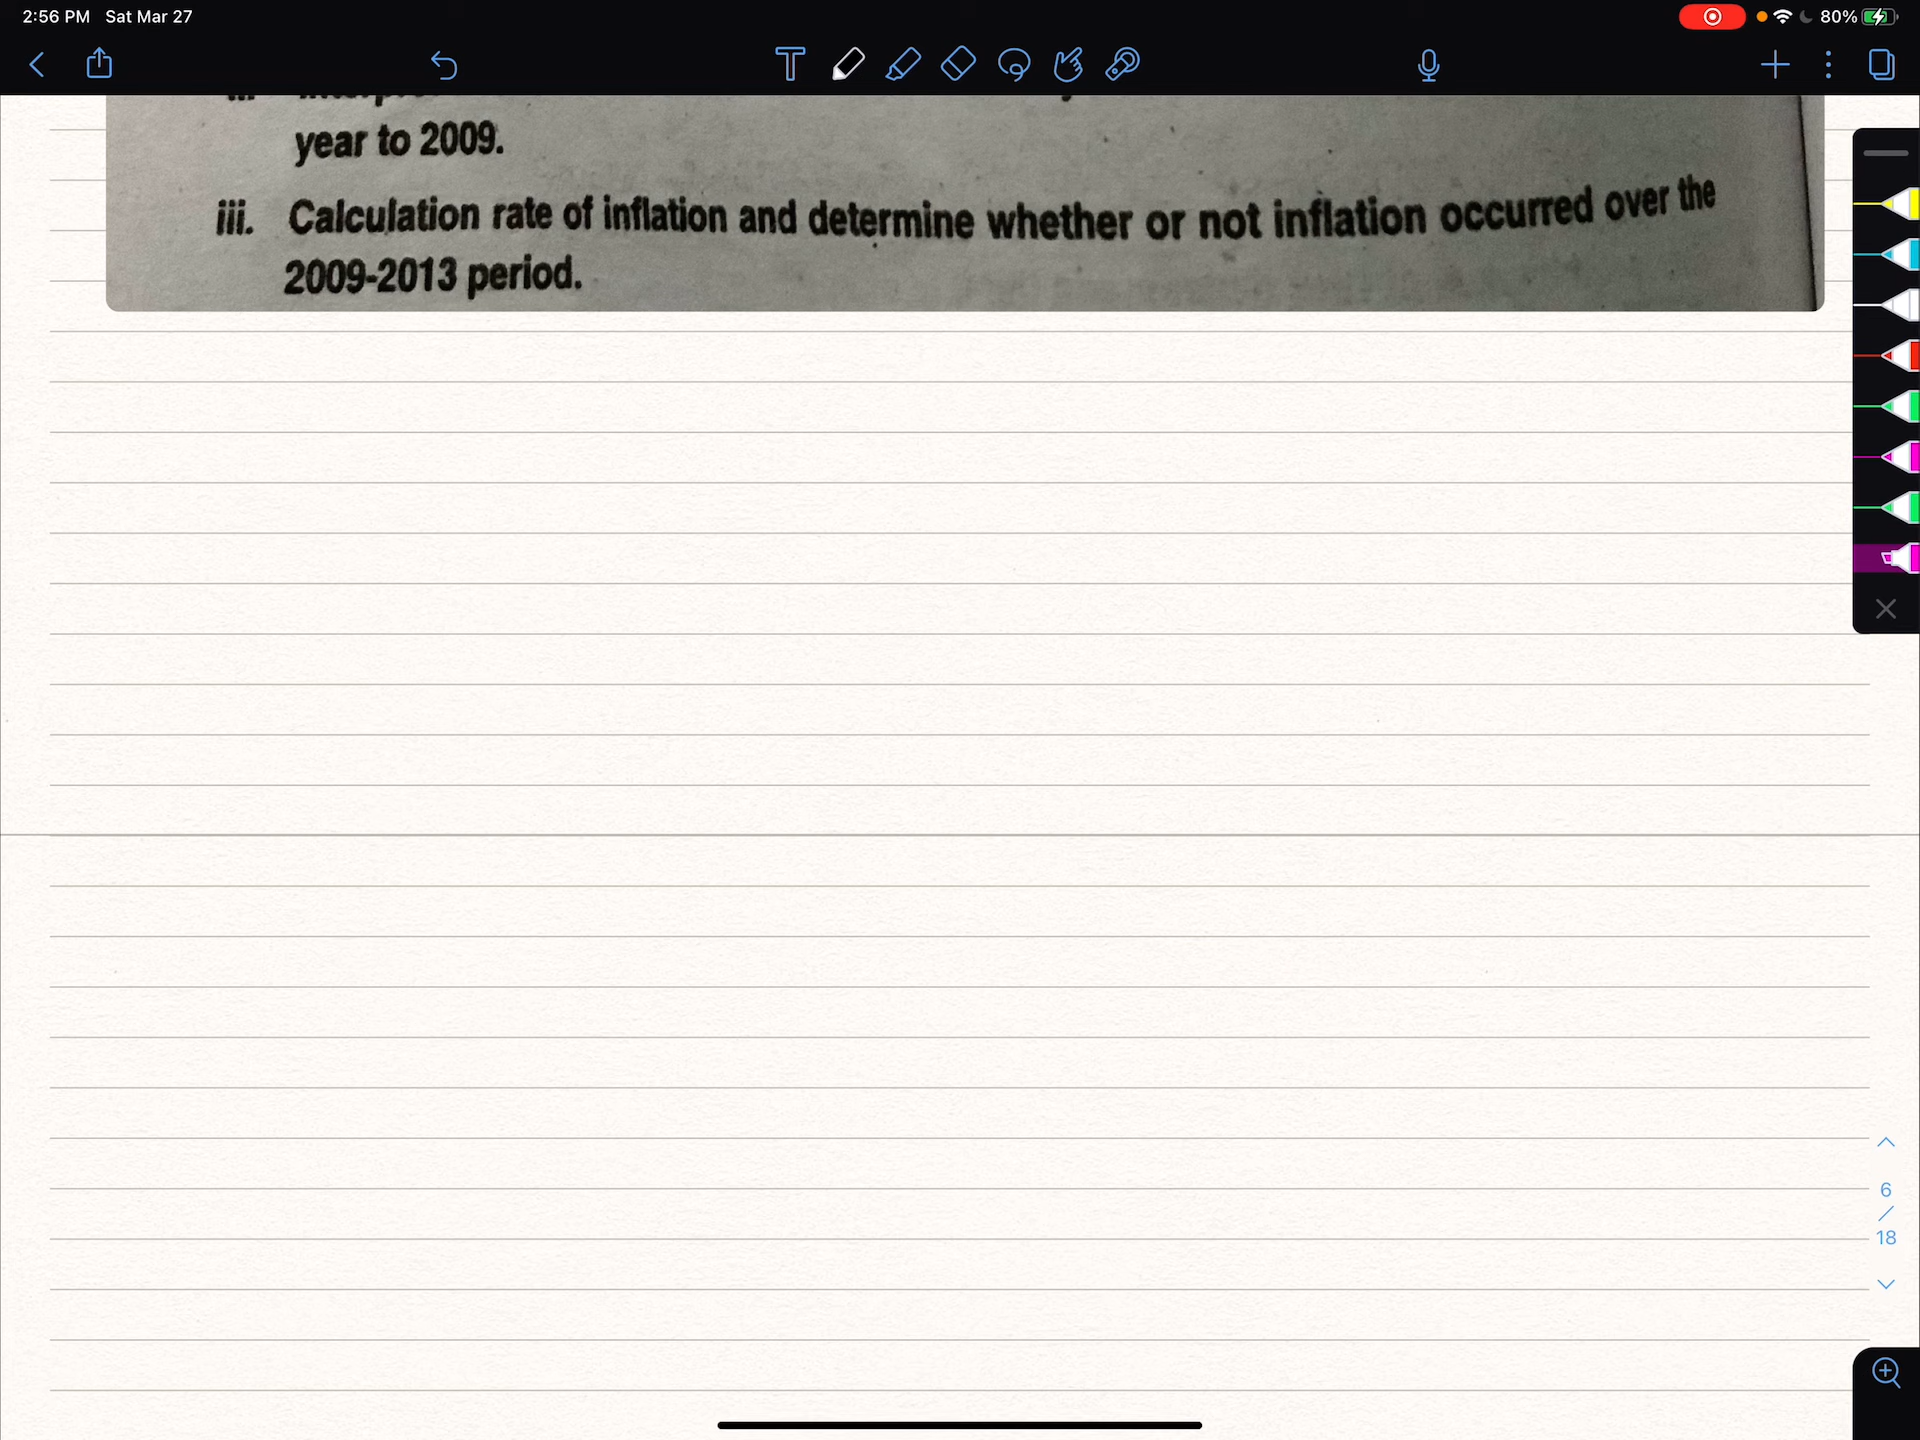 2:56 PM Sat Mar 27
80%
year to 2009.
iii. Calculation rate of inflation and determine whether or not inflation occurred over the
2009-2013 period.
6
/
18